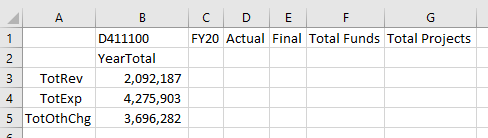 A B C D E F G
1 D411100 FY20 Actual Final Total Funds Total Projects
2 YearTotal
3 TotRev 2,092,187
4 TotExp 4,275,903
5 TotOthChg 3,696,282